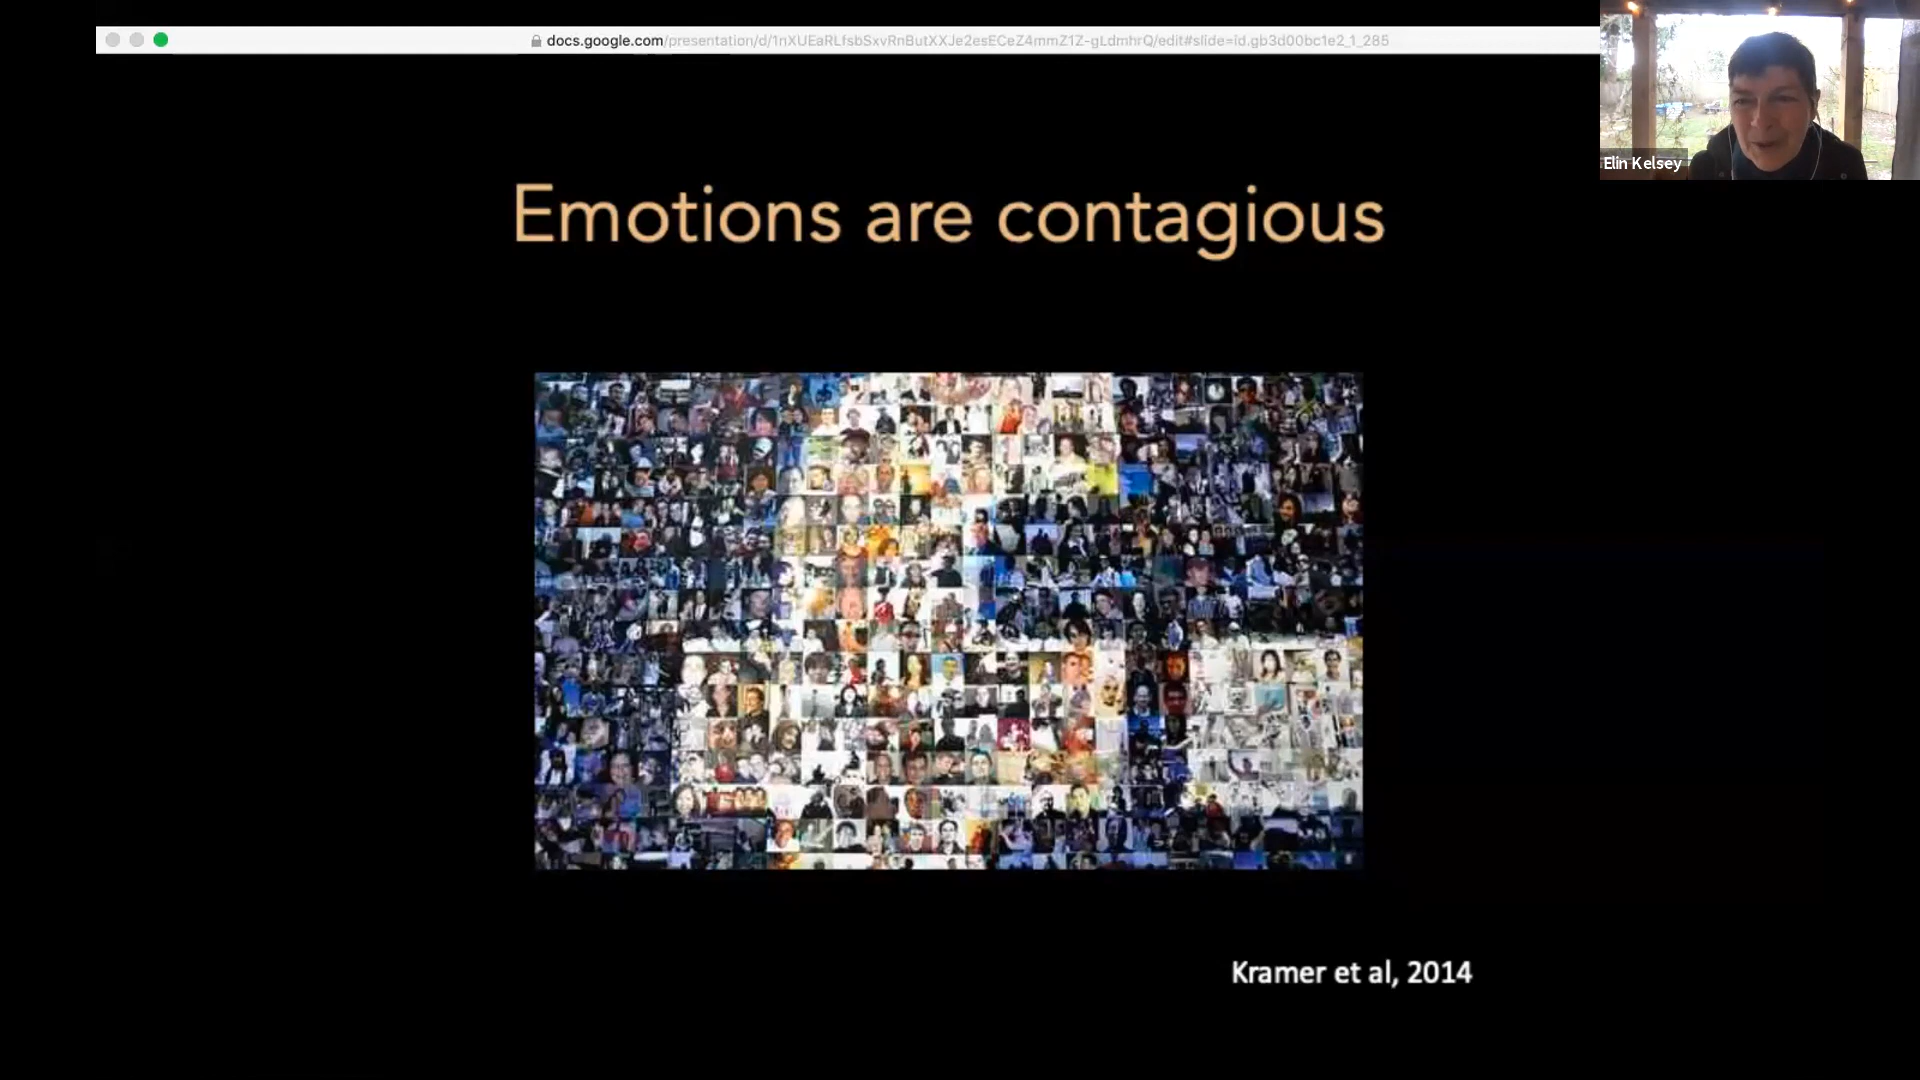 docs.google.com/presentation/d/1nXUEaRLfsbSxvRnButXXJe2esECeZ4mmZ1Z-gLdmhrQ/edit#slide=id.gb3d00bc1e2_1_285
Elin Kelsey
Emotions are contagious
Kramer et al, 2014